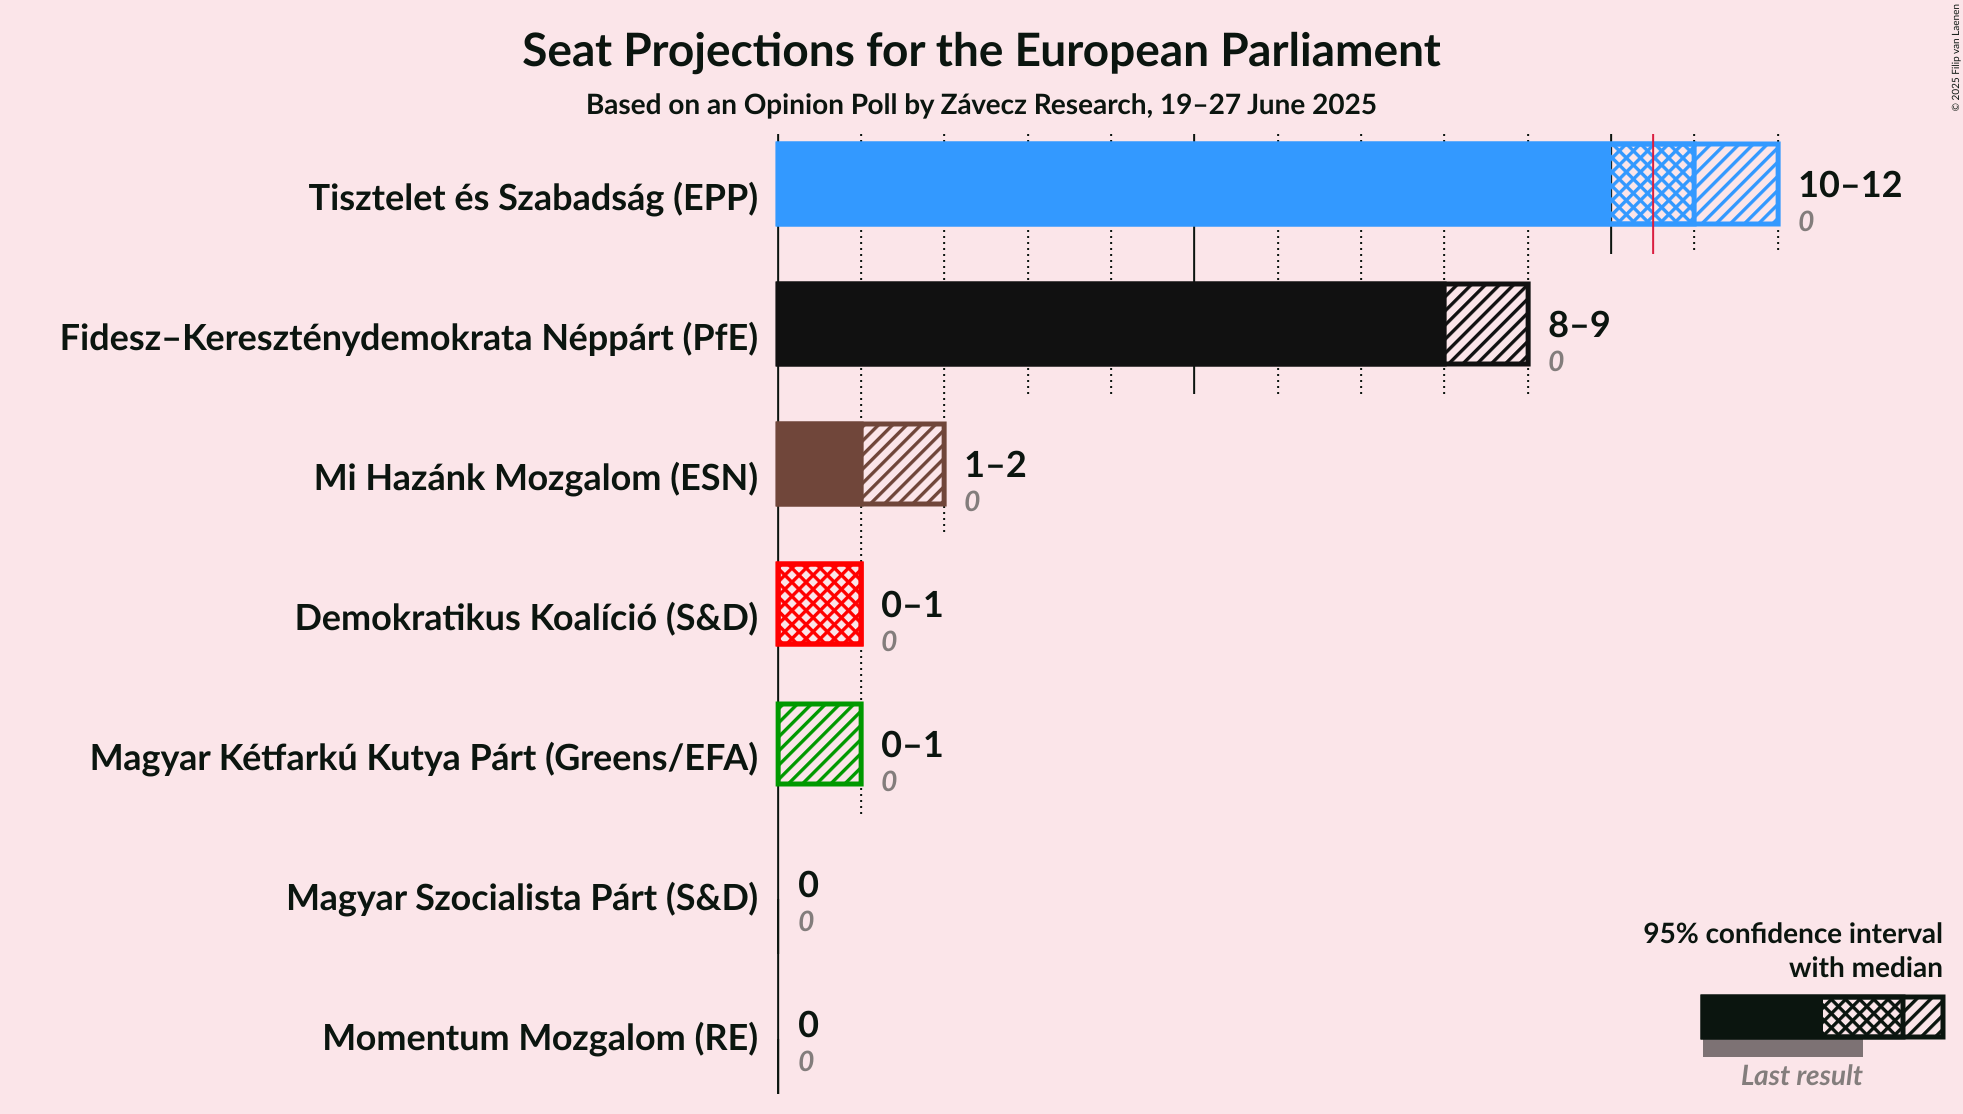 Seat Projections for the European Parliament
Based on an Opinion Poll by Závecz Research, 19–27 June 2025
© 2025 Filip van Laenen
Tisztelet és Szabadság (EPP)
10–12
0
Fidesz–Kereszténydemokrata Néppárt (PfE)
8–9
0
Mi Hazánk Mozgalom (ESN)
1–2
0
Demokratikus Koalíció (S&D)
0–1
0
Magyar Kétfarkú Kutya Párt (Greens/EFA)
0–1
0
Magyar Szocialista Párt (S&D)
0
0
Momentum Mozgalom (RE)
0
0
95% confidence interval
with median
Last result